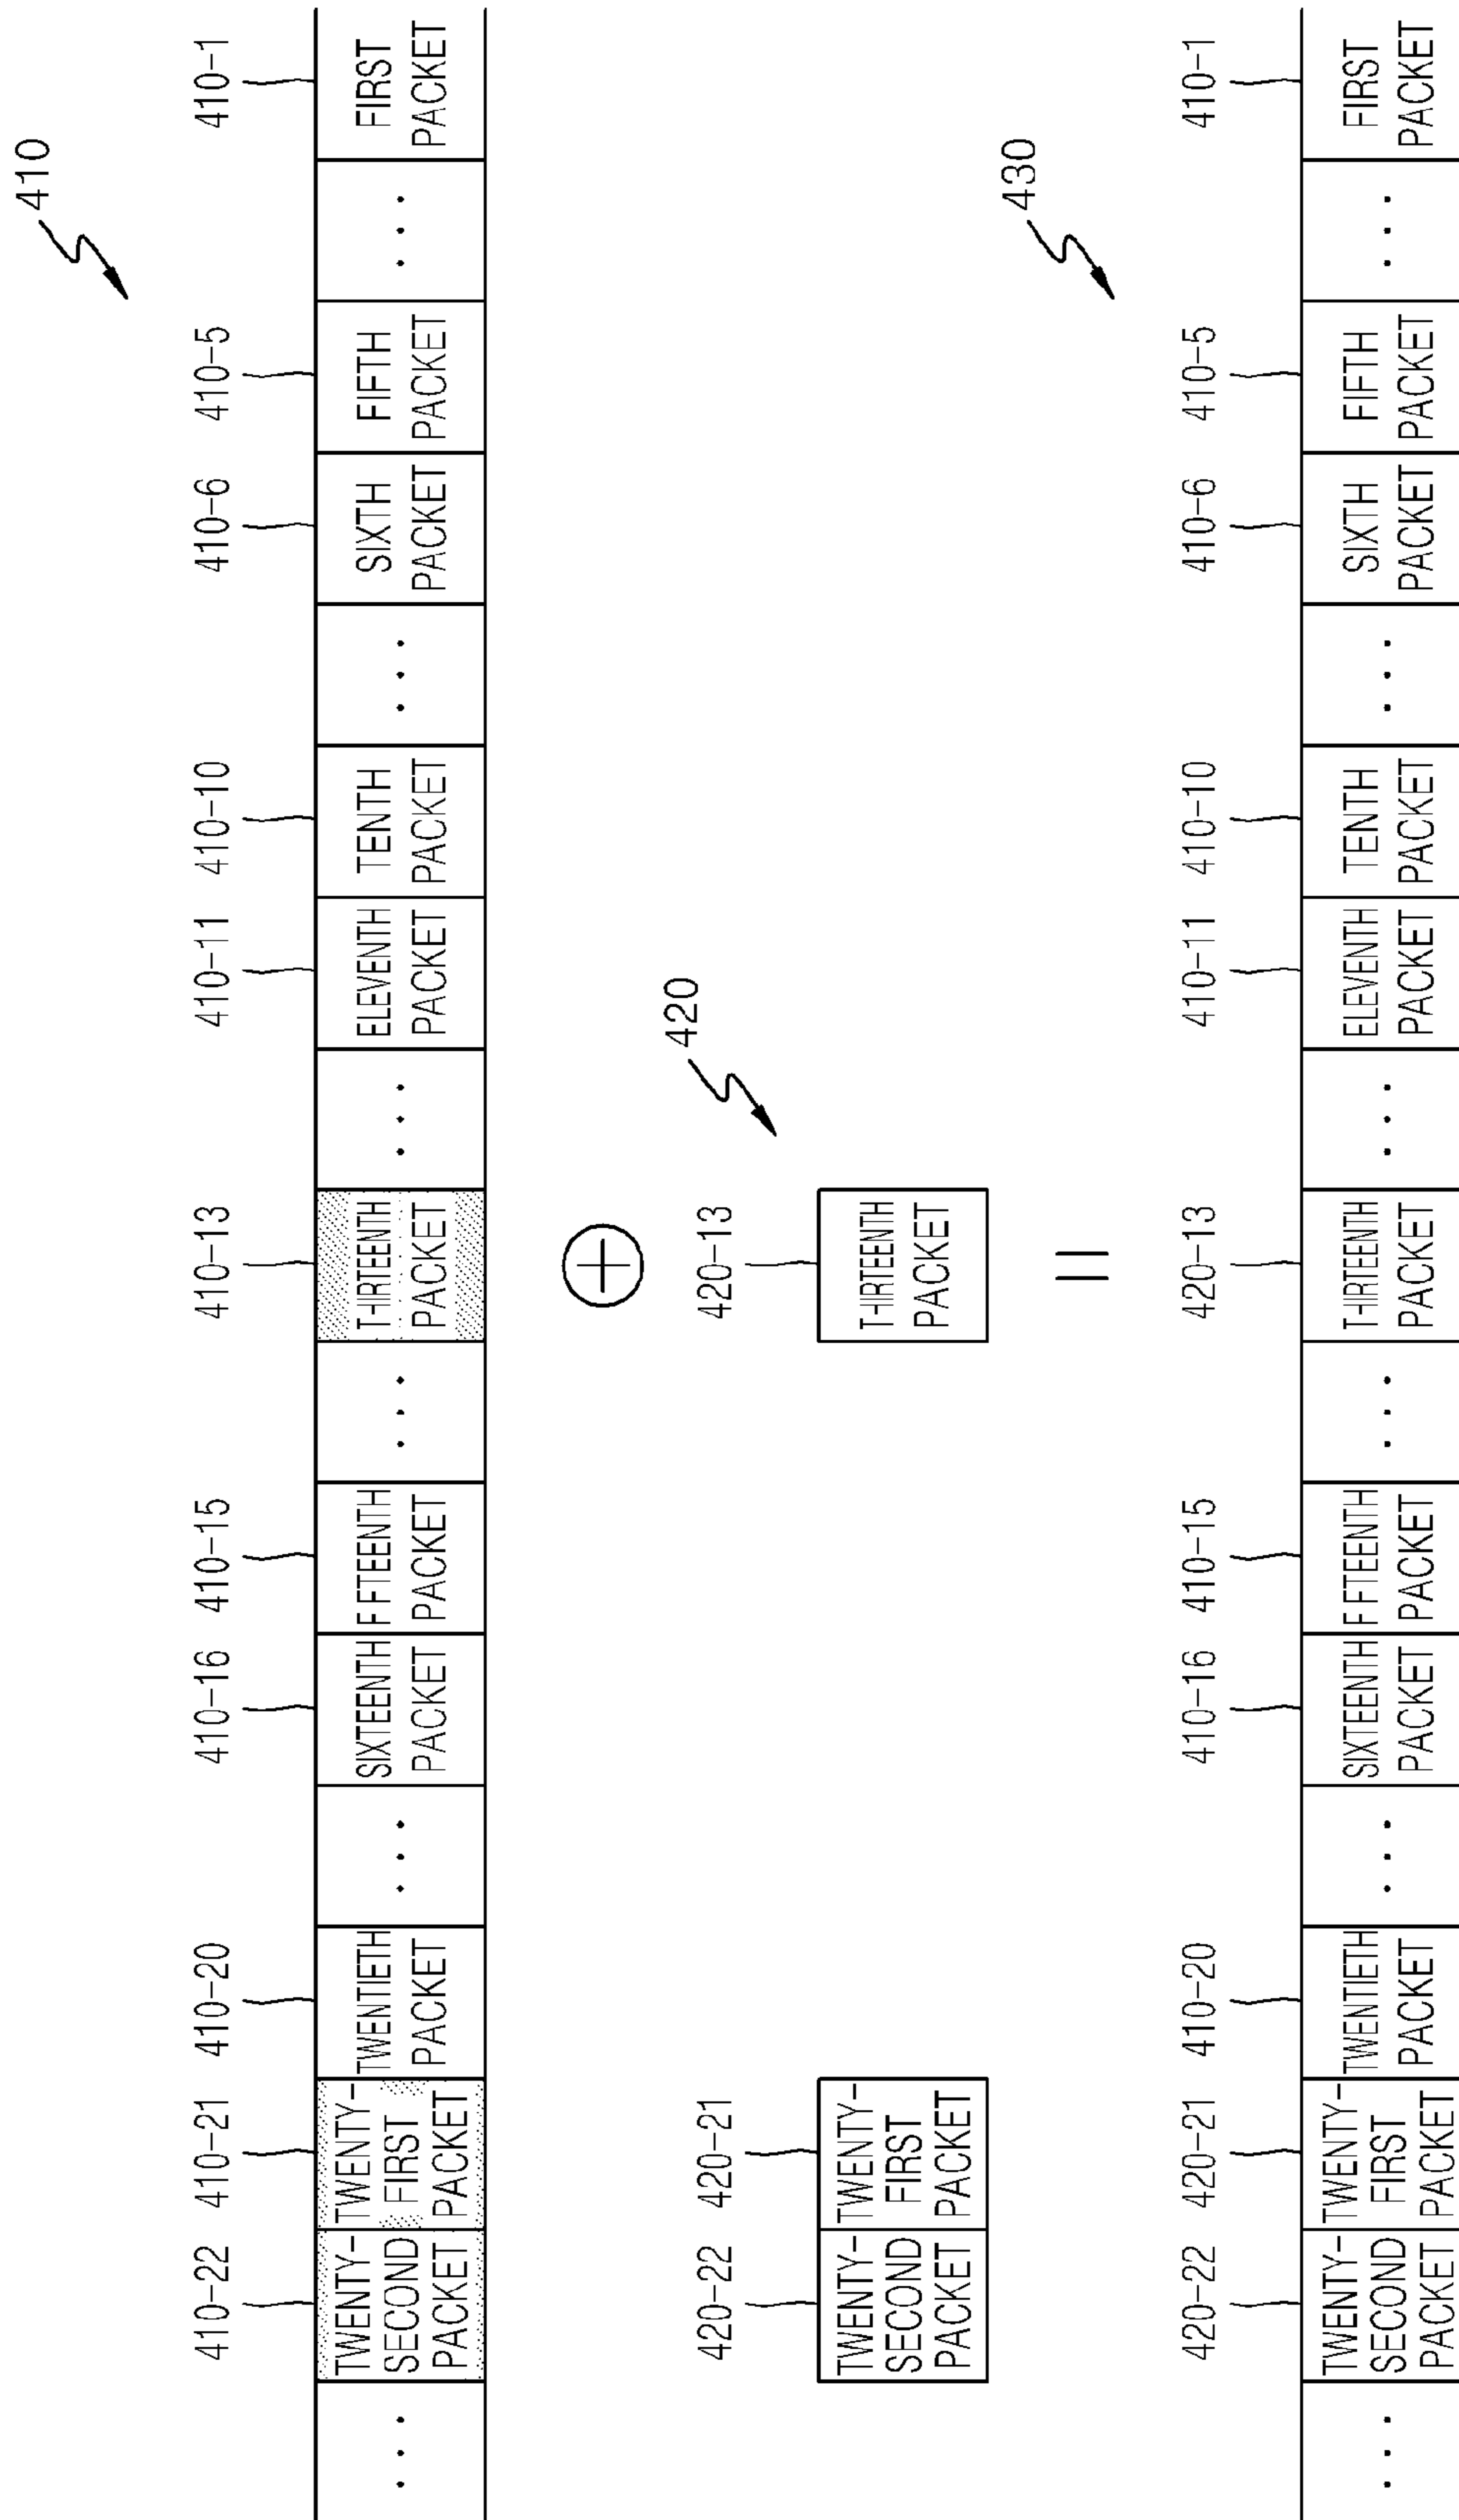 410
410-22
410-21
410-20
410-16
410-15
410-13
410-11
410-10
410-6
410-5
410-1
...
TWENTY-
SECOND
PACKET
TWENTY-
FIRST
PACKET
TWENTIETH
PACKET
...
SIXTEENTH
PACKET
FIFTEENTH
PACKET
...
THIRTEENTH
PACKET
...
ELEVENTH
PACKET
TENTH
PACKET
...
SIXTH
PACKET
FIFTH
PACKET
...
FIRST
PACKET
+
420
420-22
420-21
420-13
TWENTY-
SECOND
PACKET
TWENTY-
FIRST
PACKET
THIRTEENTH
PACKET
=
430
420-22
420-21
410-20
410-16
410-15
420-13
410-11
410-10
410-6
410-5
410-1
...
TWENTY-
SECOND
PACKET
TWENTY-
FIRST
PACKET
TWENTIETH
PACKET
...
SIXTEENTH
PACKET
FIFTEENTH
PACKET
...
THIRTEENTH
PACKET
...
ELEVENTH
PACKET
TENTH
PACKET
...
SIXTH
PACKET
FIFTH
PACKET
...
FIRST
PACKET